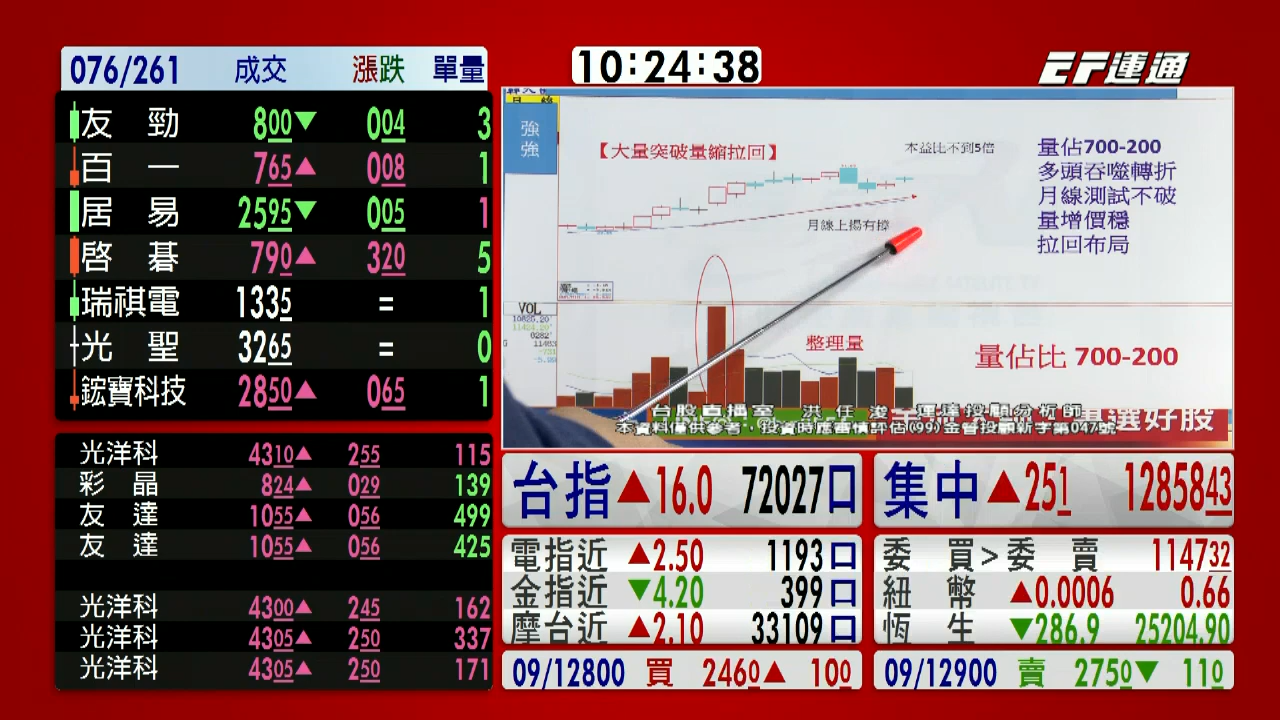 076/261 成交 漲跌 單量
友勁 800▼ 004 3
百一 765▲ 008 1
居易 2595▼ 005 1
啓碁 790▲ 320 5
瑞祺電 1335 = 1
光聖 3265 = 0
鋐寶科技 2850▲ 065 1
光洋科 4310▲ 255 115
彩晶 824▲ 029 139
友達 1055▲ 056 499
友達 1055▲ 056 425
光洋科 4300▲ 245 162
光洋科 4305▲ 250 337
光洋科 4305▲ 250 171
10:24:38
EF運通
強
強
【大量突破量縮拉回】
本益比不到5倍
量佔700-200
多頭吞噬轉折
月線測試不破
量增價穩
拉回布局
月線上揚有撐
VOL
整理量
量佔比 700-200
選好股
台股直播室 洪任浚 運達投顧分析師
本資料僅供參考，投資時應審慎評估(99)金管投顧新字第047號
台指▲16.0 72027口
集中▲251 1285843
電指近 ▲2.50 1193口
金指近 ▼4.20 399口
摩台近 ▲2.10 33109口
委買>委賣 114732
紐幣 ▲0.0006 0.66
恆生 ▼286.9 25204.90
09/12800 買 2460▲ 100
09/12900 賣 2750▼ 110